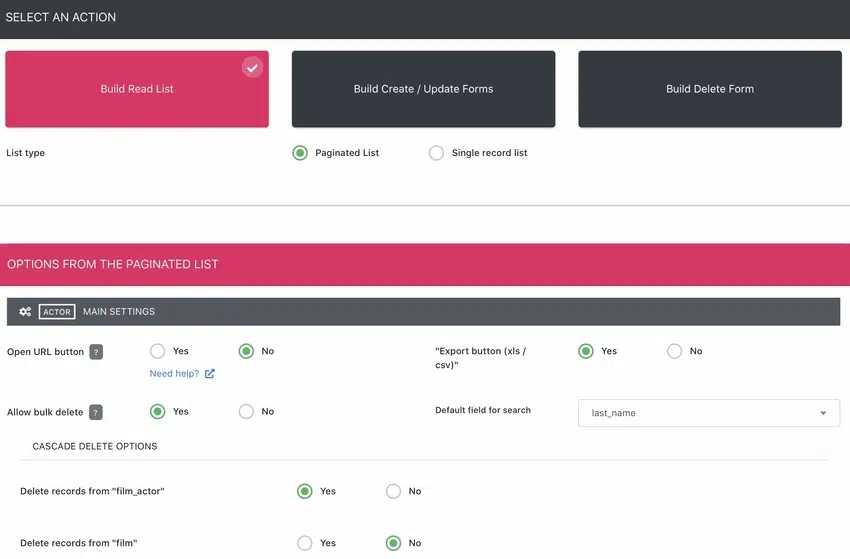 SELECT AN ACTION
Build Read List
Build Create / Update Forms
Build Delete Form
List type
Paginated List
Single record list
OPTIONS FROM THE PAGINATED LIST
ACTOR MAIN SETTINGS
Open URL button ?
Yes
No
Need help?
"Export button (xls /
csv)"
Yes
No
Allow bulk delete ?
Yes
No
Default field for search
last_name
CASCADE DELETE OPTIONS
Delete records from "film_actor"
Yes
No
Delete records from "film"
Yes
No